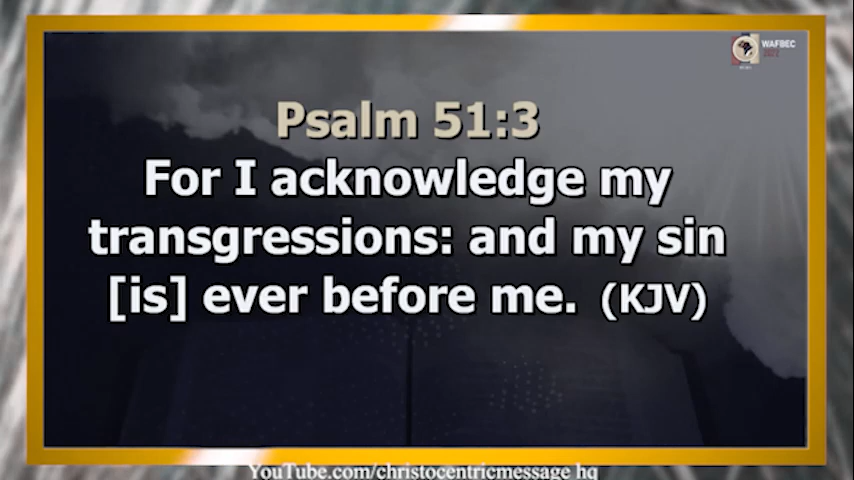 WAFBEC
Psalm 51:3
For I acknowledge my
transgressions: and my sin
[is] ever before me. (KJV)
YouTube.com/christocentricmessage hq